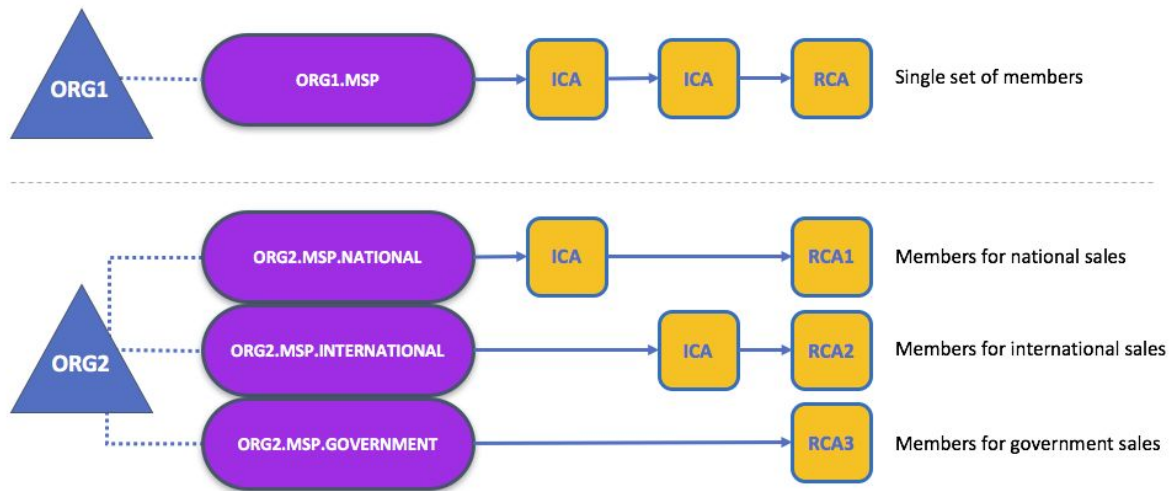 ORG1
ORG1.MSP
ICA
ICA
RCA
Single set of members
ORG2.MSP.NATIONAL
ICA
RCA1
Members for national sales
ORG2
ORG2.MSP.INTERNATIONAL
ICA
RCA2
Members for international sales
ORG2.MSP.GOVERNMENT
RCA3
Members for government sales